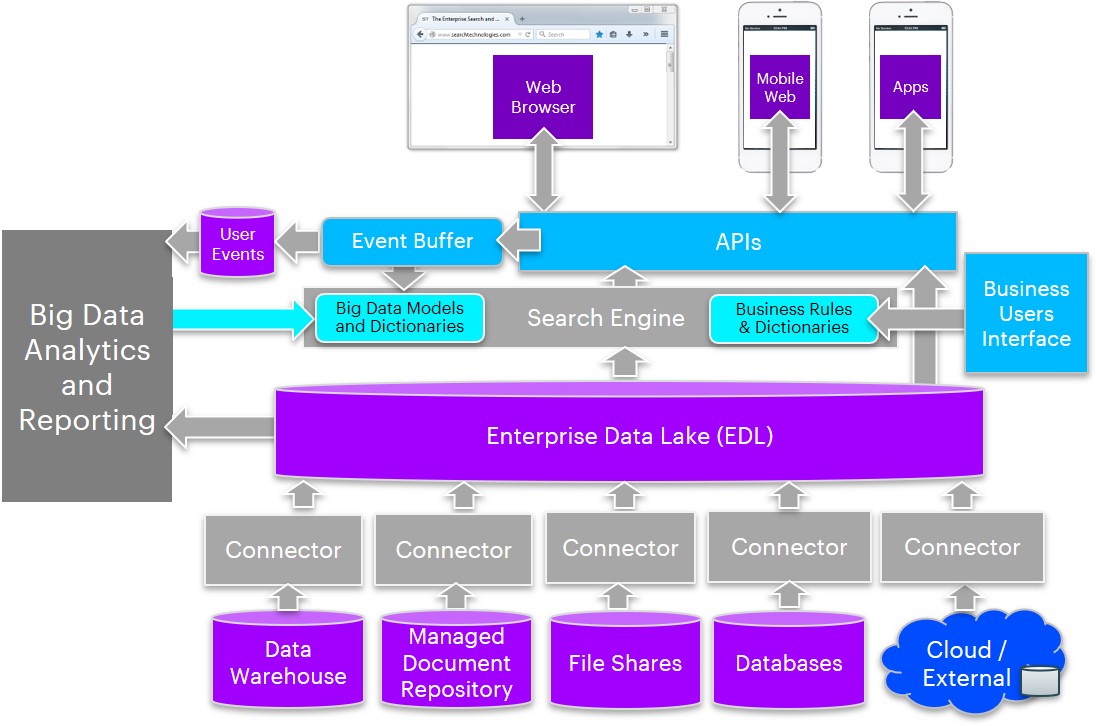 ST The Enterprise Search and ...
www.searchtechnologies.com
Search
Web
Browser
Mobile
Web
Apps
User
Events
Event Buffer
APIs
Big Data
Analytics
and
Reporting
Big Data Models
and Dictionaries
Search Engine
Business Rules
& Dictionaries
Business
Users
Interface
Enterprise Data Lake (EDL)
Connector
Connector
Connector
Connector
Connector
Data
Warehouse
Managed
Document
Repository
File Shares
Databases
Cloud /
External